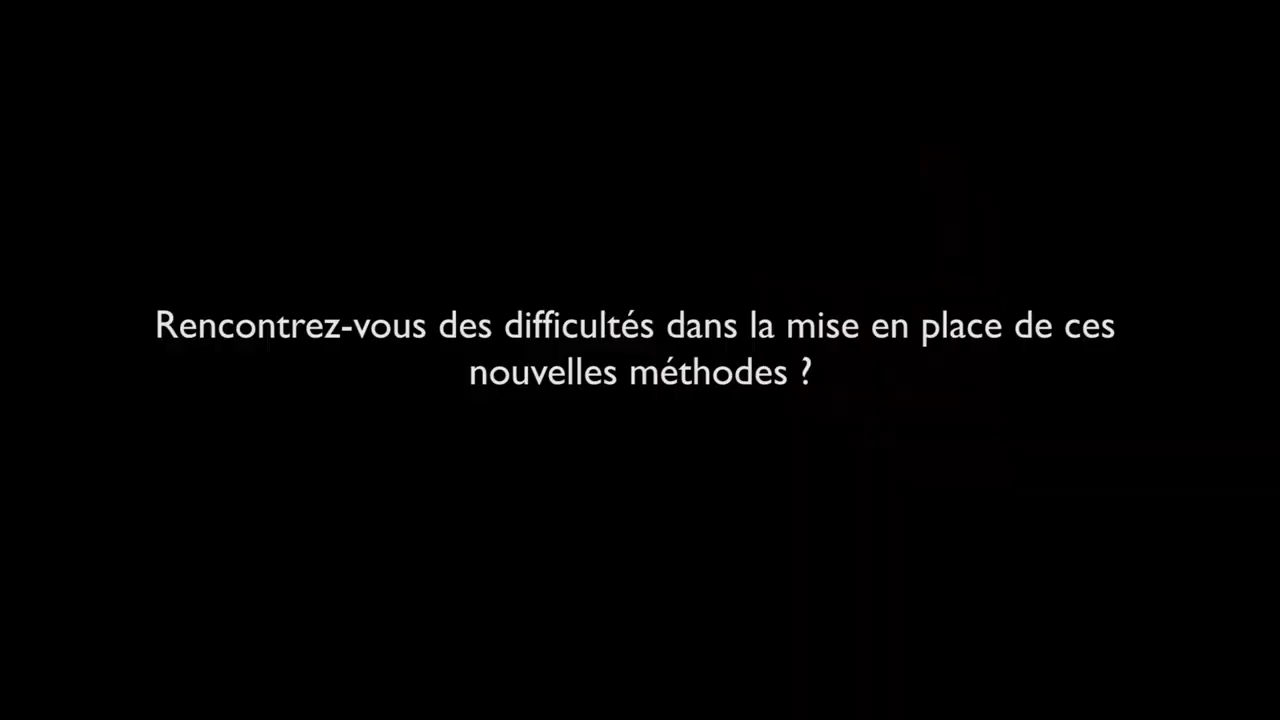 Rencontrez-vous des difficultés dans la mise en place de ces
nouvelles méthodes ?